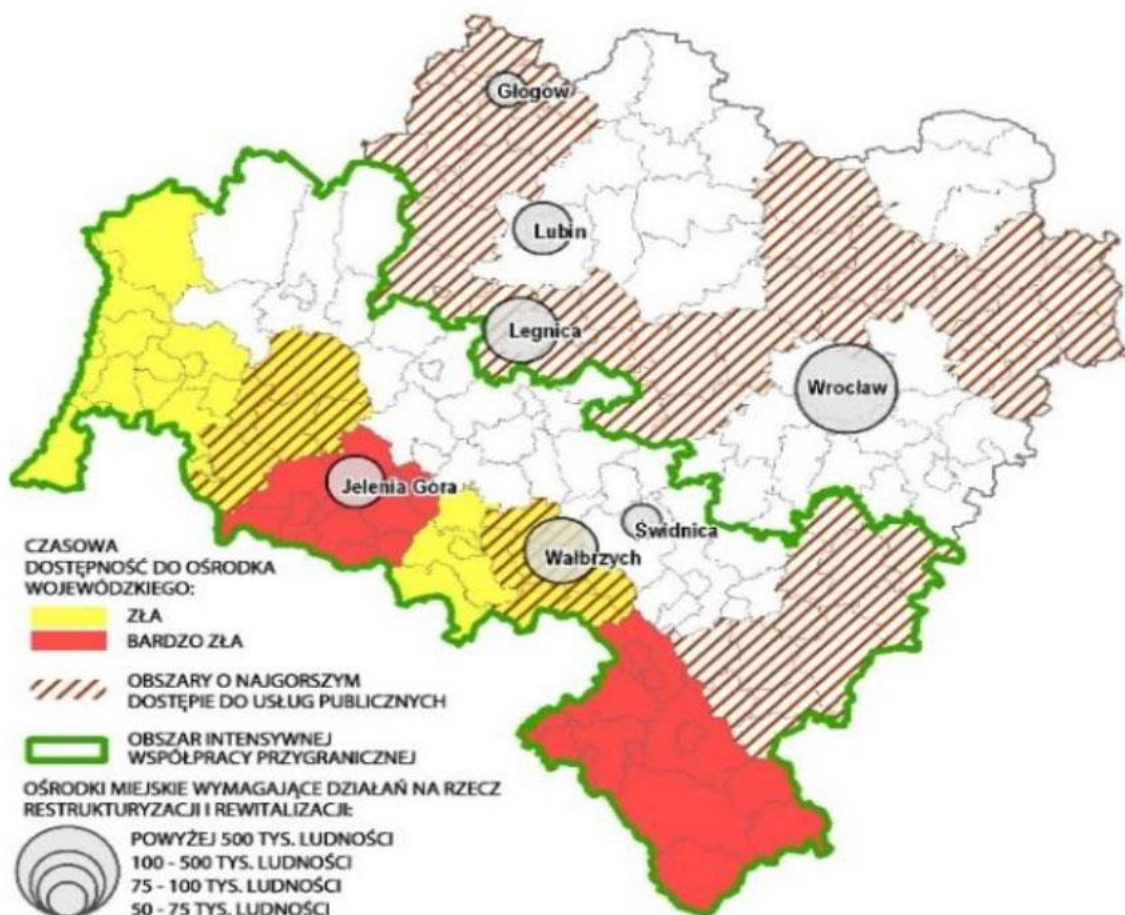 Głogów
Lubin
Legnica
Wrocław
Jelenia Góra
Świdnica
Wałbrzych
CZASOWA
DOSTĘPNOŚĆ DO OŚRODKA
WOJEWÓDZKIEGO:
ZŁA
BARDZO ZŁA
OBSZARY O NAJGORSZYM
DOSTĘPIE DO USŁUG PUBLICZNYCH
OBSZAR INTENSYWNEJ
WSPÓŁPRACY PRZYGRANICZNEJ
OŚRODKI MIEJSKIE WYMAGAJĄCE DZIAŁAŃ NA RZECZ
RESTRUKTURYZACJI I REWITALIZACJI:
POWYŻEJ 500 TYS. LUDNOŚCI
100 - 500 TYS. LUDNOŚCI
75 - 100 TYS. LUDNOŚCI
50 - 75 TYS. LUDNOŚCI